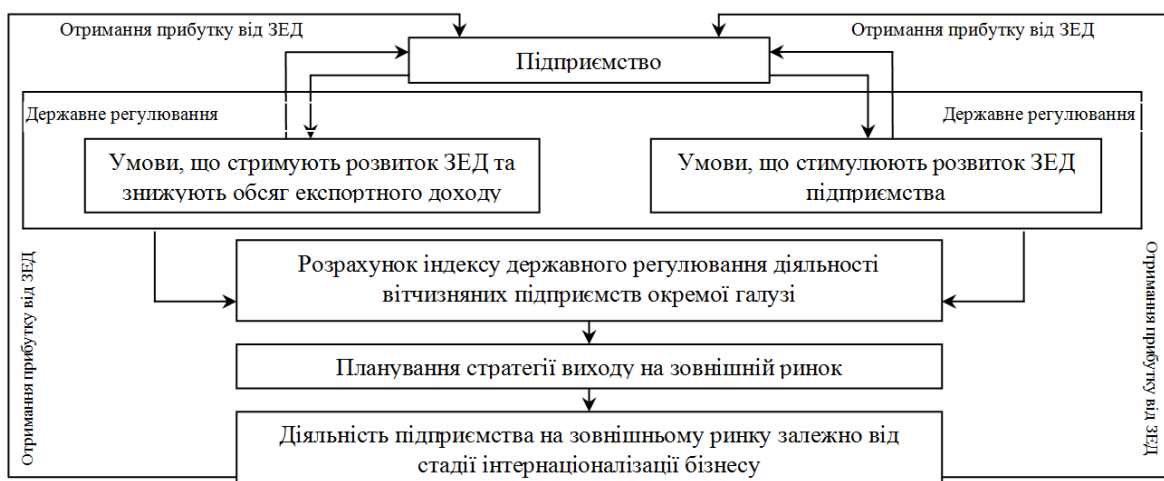 Отримання прибутку від ЗЕД
Отримання прибутку від ЗЕД
Підприємство
Державне регулювання
Державне регулювання
Умови, що стримують розвиток ЗЕД та
знижують обсяг експортного доходу
Умови, що стимулюють розвиток ЗЕД
підприємства
Розрахунок індексу державного регулювання діяльності
вітчизняних підприємств окремої галузі
Отримання прибутку від ЗЕД
Отримання прибутку від ЗЕД
Планування стратегії виходу на зовнішній ринок
Діяльність підприємства на зовнішньому ринку залежно від
стадії інтернаціоналізації бізнесу